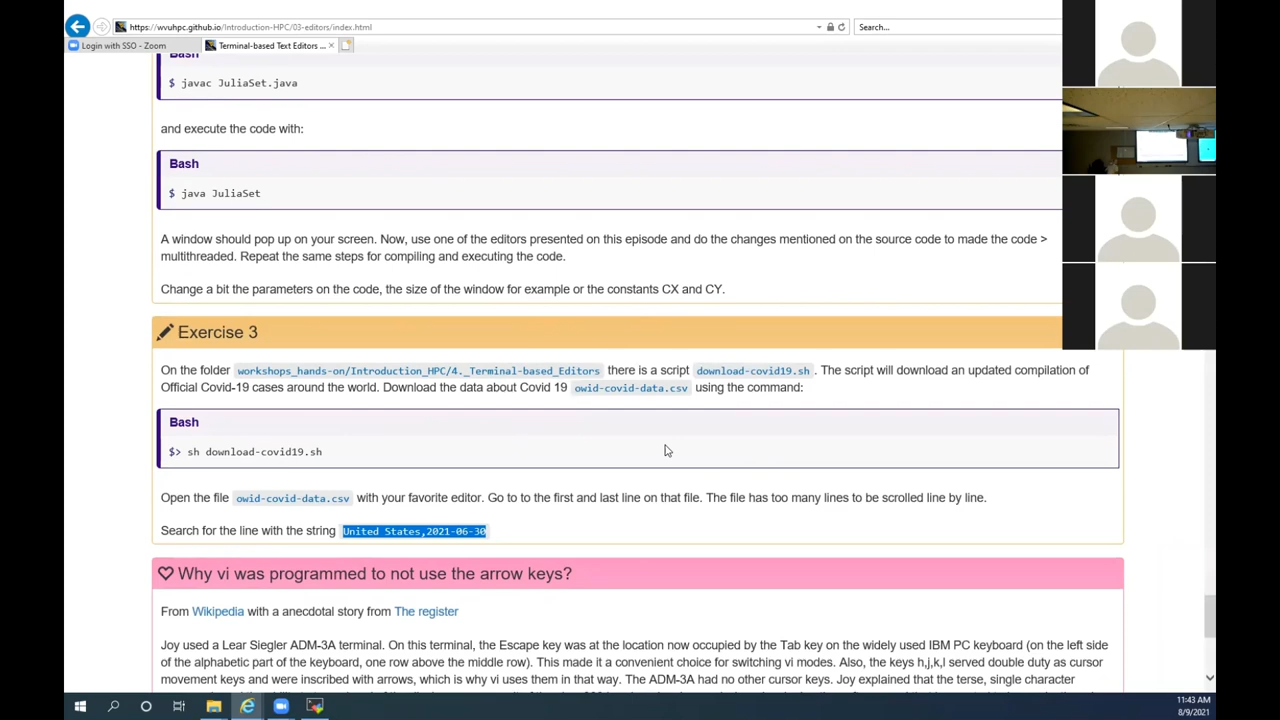 https://wvuhpc.github.io/Introduction-HPC/03-editors/index.html
Search...
Login with SSO - Zoom
Terminal-based Text Editors ...
Bash
$ javac JuliaSet.java
and execute the code with:
Bash
$ java JuliaSet
A window should pop up on your screen. Now, use one of the editors presented on this episode and do the changes mentioned on the source code to made the code >
multithreaded. Repeat the same steps for compiling and executing the code.
Change a bit the parameters on the code, the size of the window for example or the constants CX and CY.
Exercise 3
On the folder workshops_hands-on/Introduction_HPC/4._Terminal-based_Editors there is a script download-covid19.sh . The script will download an updated compilation of
Official Covid-19 cases around the world. Download the data about Covid 19 owid-covid-data.csv using the command:
Bash
$> sh download-covid19.sh
Open the file owid-covid-data.csv with your favorite editor. Go to to the first and last line on that file. The file has too many lines to be scrolled line by line.
Search for the line with the string United States,2021-06-30
Why vi was programmed to not use the arrow keys?
From Wikipedia with a anecdotal story from The register
Joy used a Lear Siegler ADM-3A terminal. On this terminal, the Escape key was at the location now occupied by the Tab key on the widely used IBM PC keyboard (on the left side
of the alphabetic part of the keyboard, one row above the middle row). This made it a convenient choice for switching vi modes. Also, the keys h,j,k,l served double duty as cursor
movement keys and were inscribed with arrows, which is why vi uses them in that way. The ADM-3A had no other cursor keys. Joy explained that the terse, single character
11:43 AM
8/9/2021